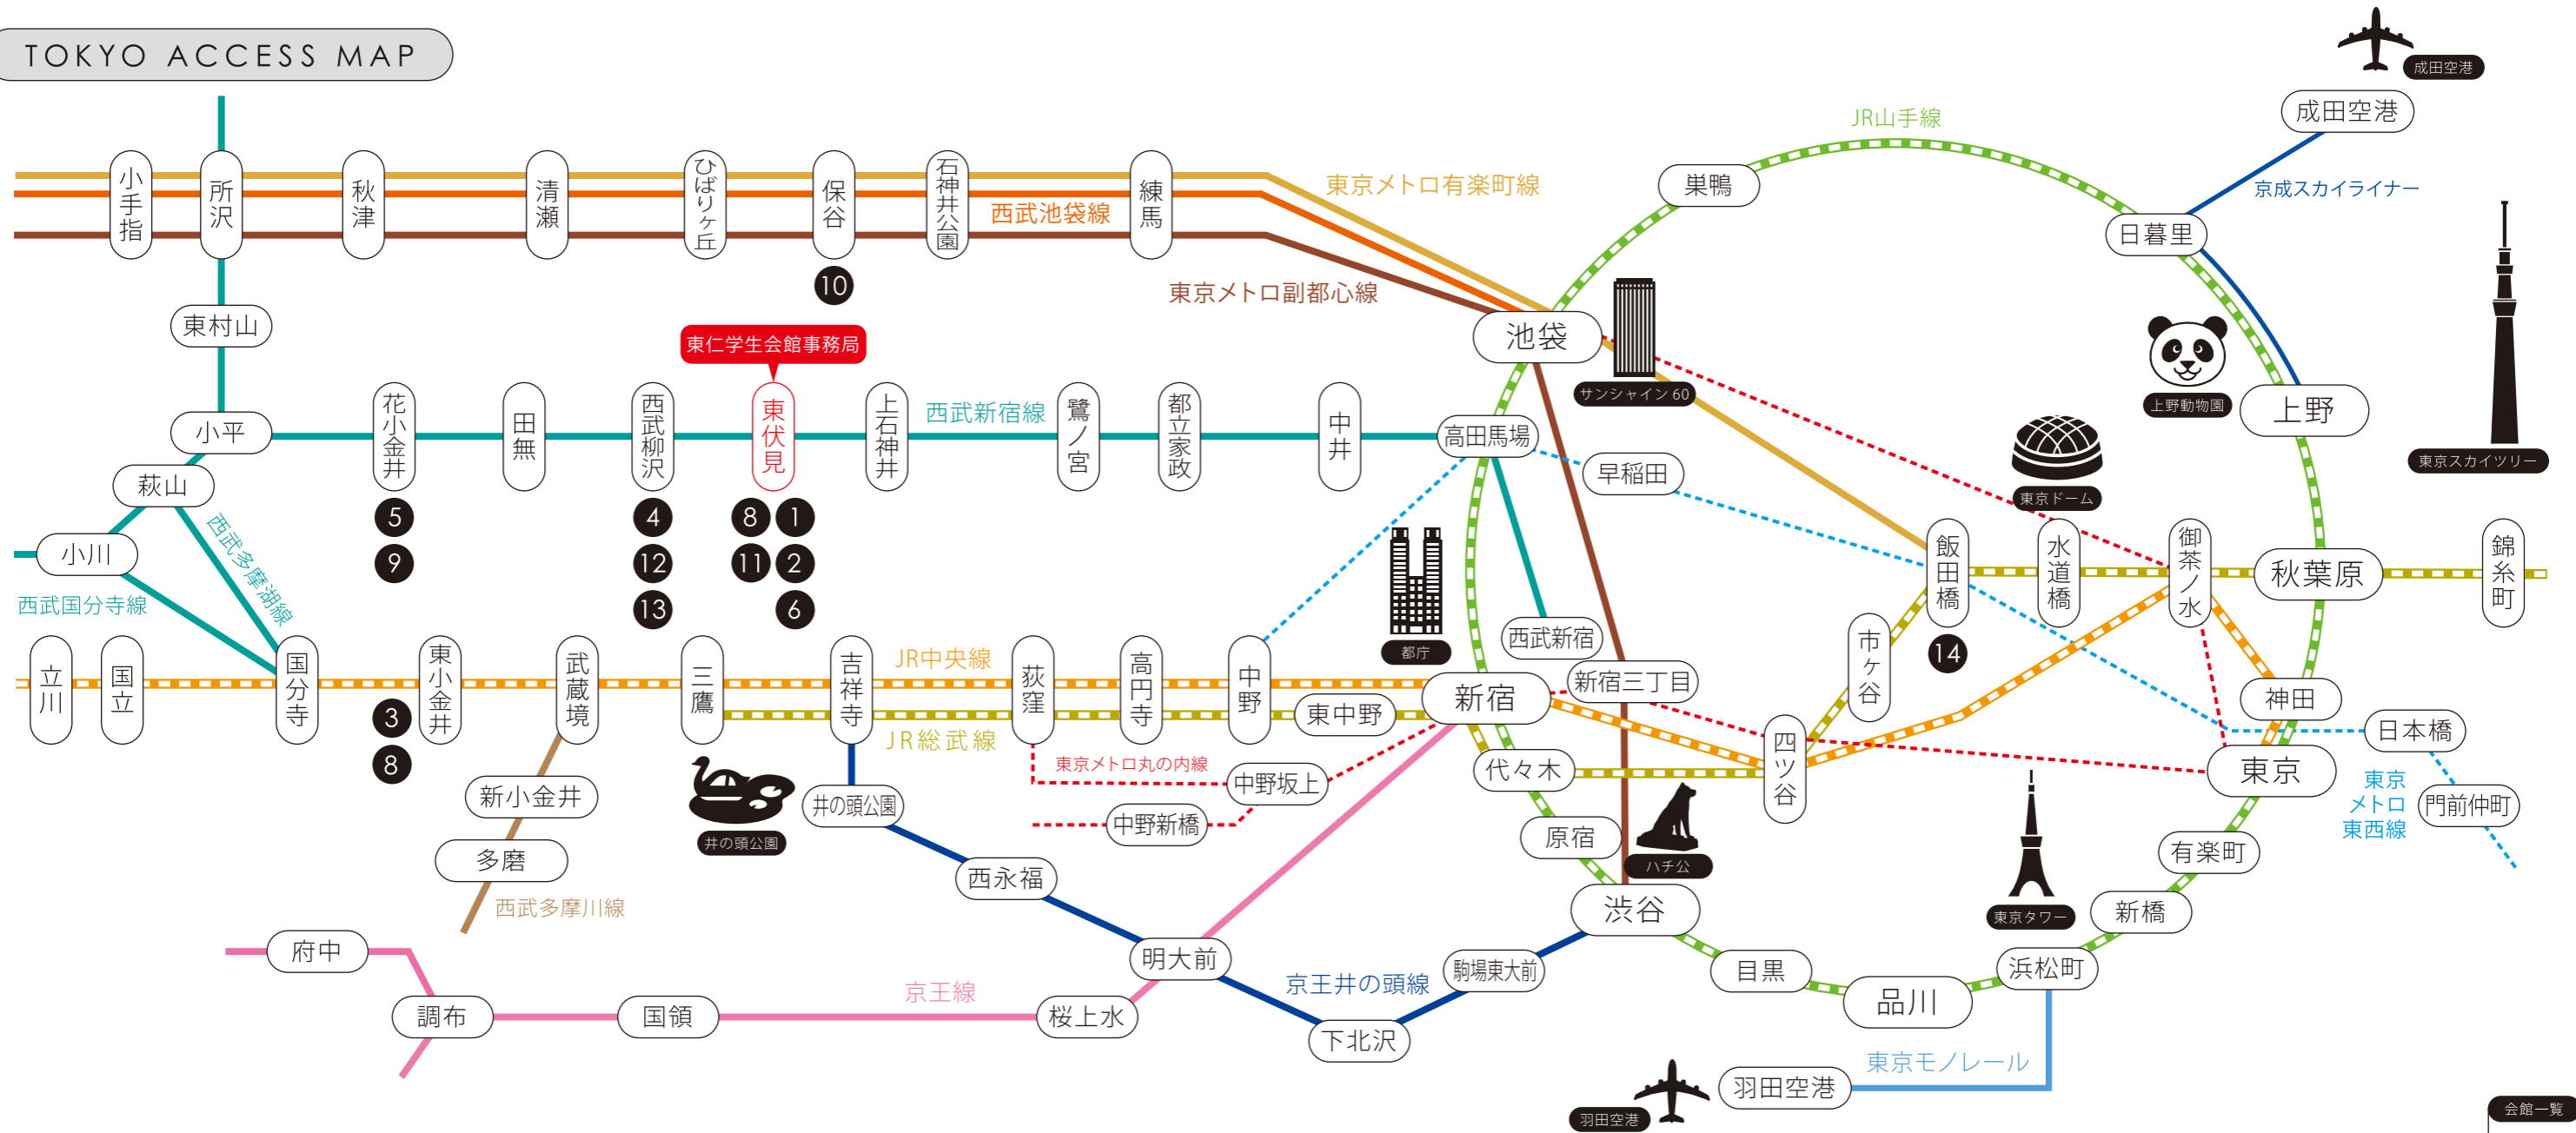 TOKYO ACCESS MAP
成田空港
成田空港
JR山手線
京成スカイライナー
小手指
所沢
秋津
清瀬
ひばりヶ丘
保谷
石神井公園
練馬
東京メトロ有楽町線
西武池袋線
東京メトロ副都心線
巣鴨
日暮里
10
東村山
東仁学生会館事務局
池袋
サンシャイン60
上野動物園
上野
東京スカイツリー
小平
花小金井
田無
西武柳沢
東伏見
上石神井
西武新宿線
鷺ノ宮
都立家政
中井
高田馬場
早稲田
東京ドーム
萩山
小川
西武多摩湖線
西武国分寺線
5
9
4
12
13
8
1
11
2
6
都庁
西武新宿
飯田橋
水道橋
御茶ノ水
秋葉原
錦糸町
14
市ヶ谷
立川
国立
国分寺
東小金井
武蔵境
三鷹
吉祥寺
JR中央線
荻窪
高円寺
中野
東中野
新宿
新宿三丁目
四ツ谷
神田
日本橋
3
8
JR総武線
東京メトロ丸の内線
中野坂上
中野新橋
代々木
東京
東京
メトロ
東西線
門前仲町
新小金井
多磨
西武多摩川線
井の頭公園
井の頭公園
原宿
ハチ公
有楽町
西永福
渋谷
東京タワー
新橋
府中
明大前
京王井の頭線
駒場東大前
目黒
浜松町
調布
国領
京王線
桜上水
下北沢
品川
東京モノレール
羽田空港
羽田空港
会館一覧